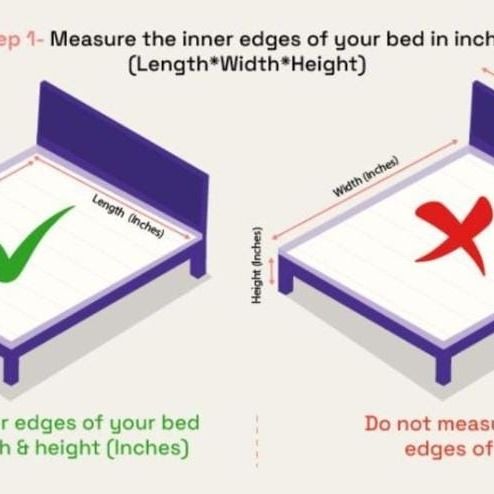 ep 1- Measure the inner edges of your bed in inch
(Length*Width*Height)
Length (Inches)
Width (Inches)
Height (Inches)
r edges of your bed
h & height (Inches)
Do not measu
edges of